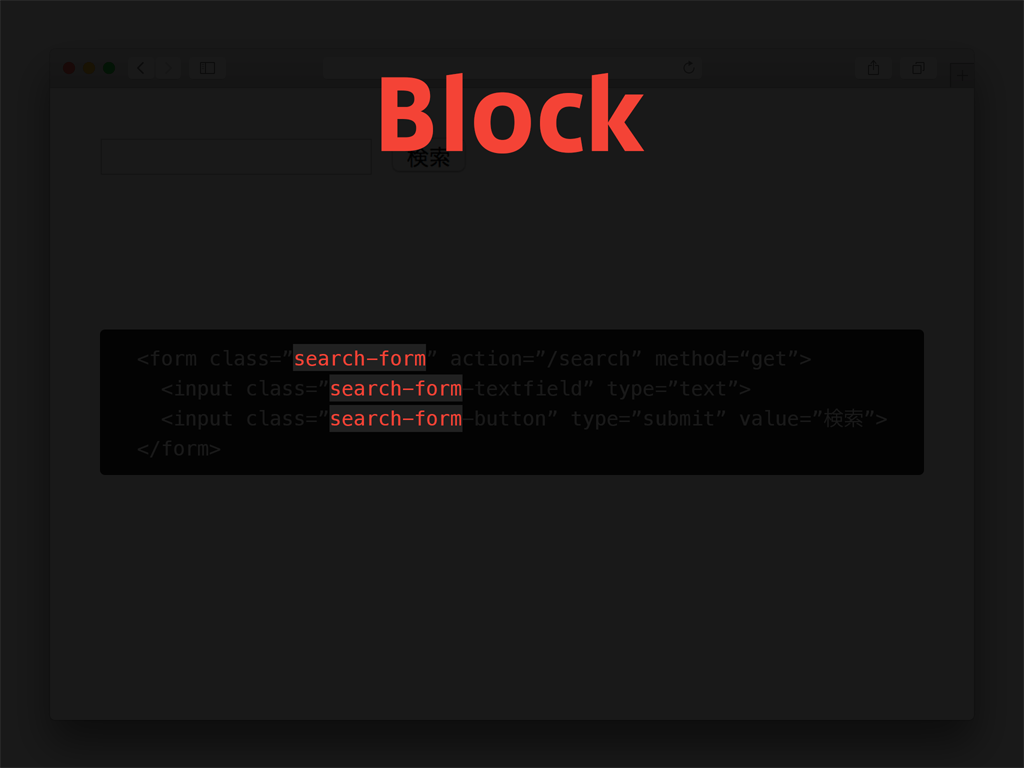 Block
検索
<form class=”search-form” action=”/search” method=“get”>
<input class=”search-form-textfield” type=”text”>
<input class=”search-form-button” type=”submit” value=”検索”>
</form>